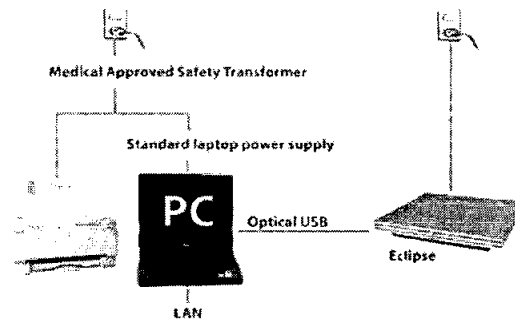 Medical Approved Safety Transformer
Standard laptop power supply
PC
Optical USB
Eclipse
LAN